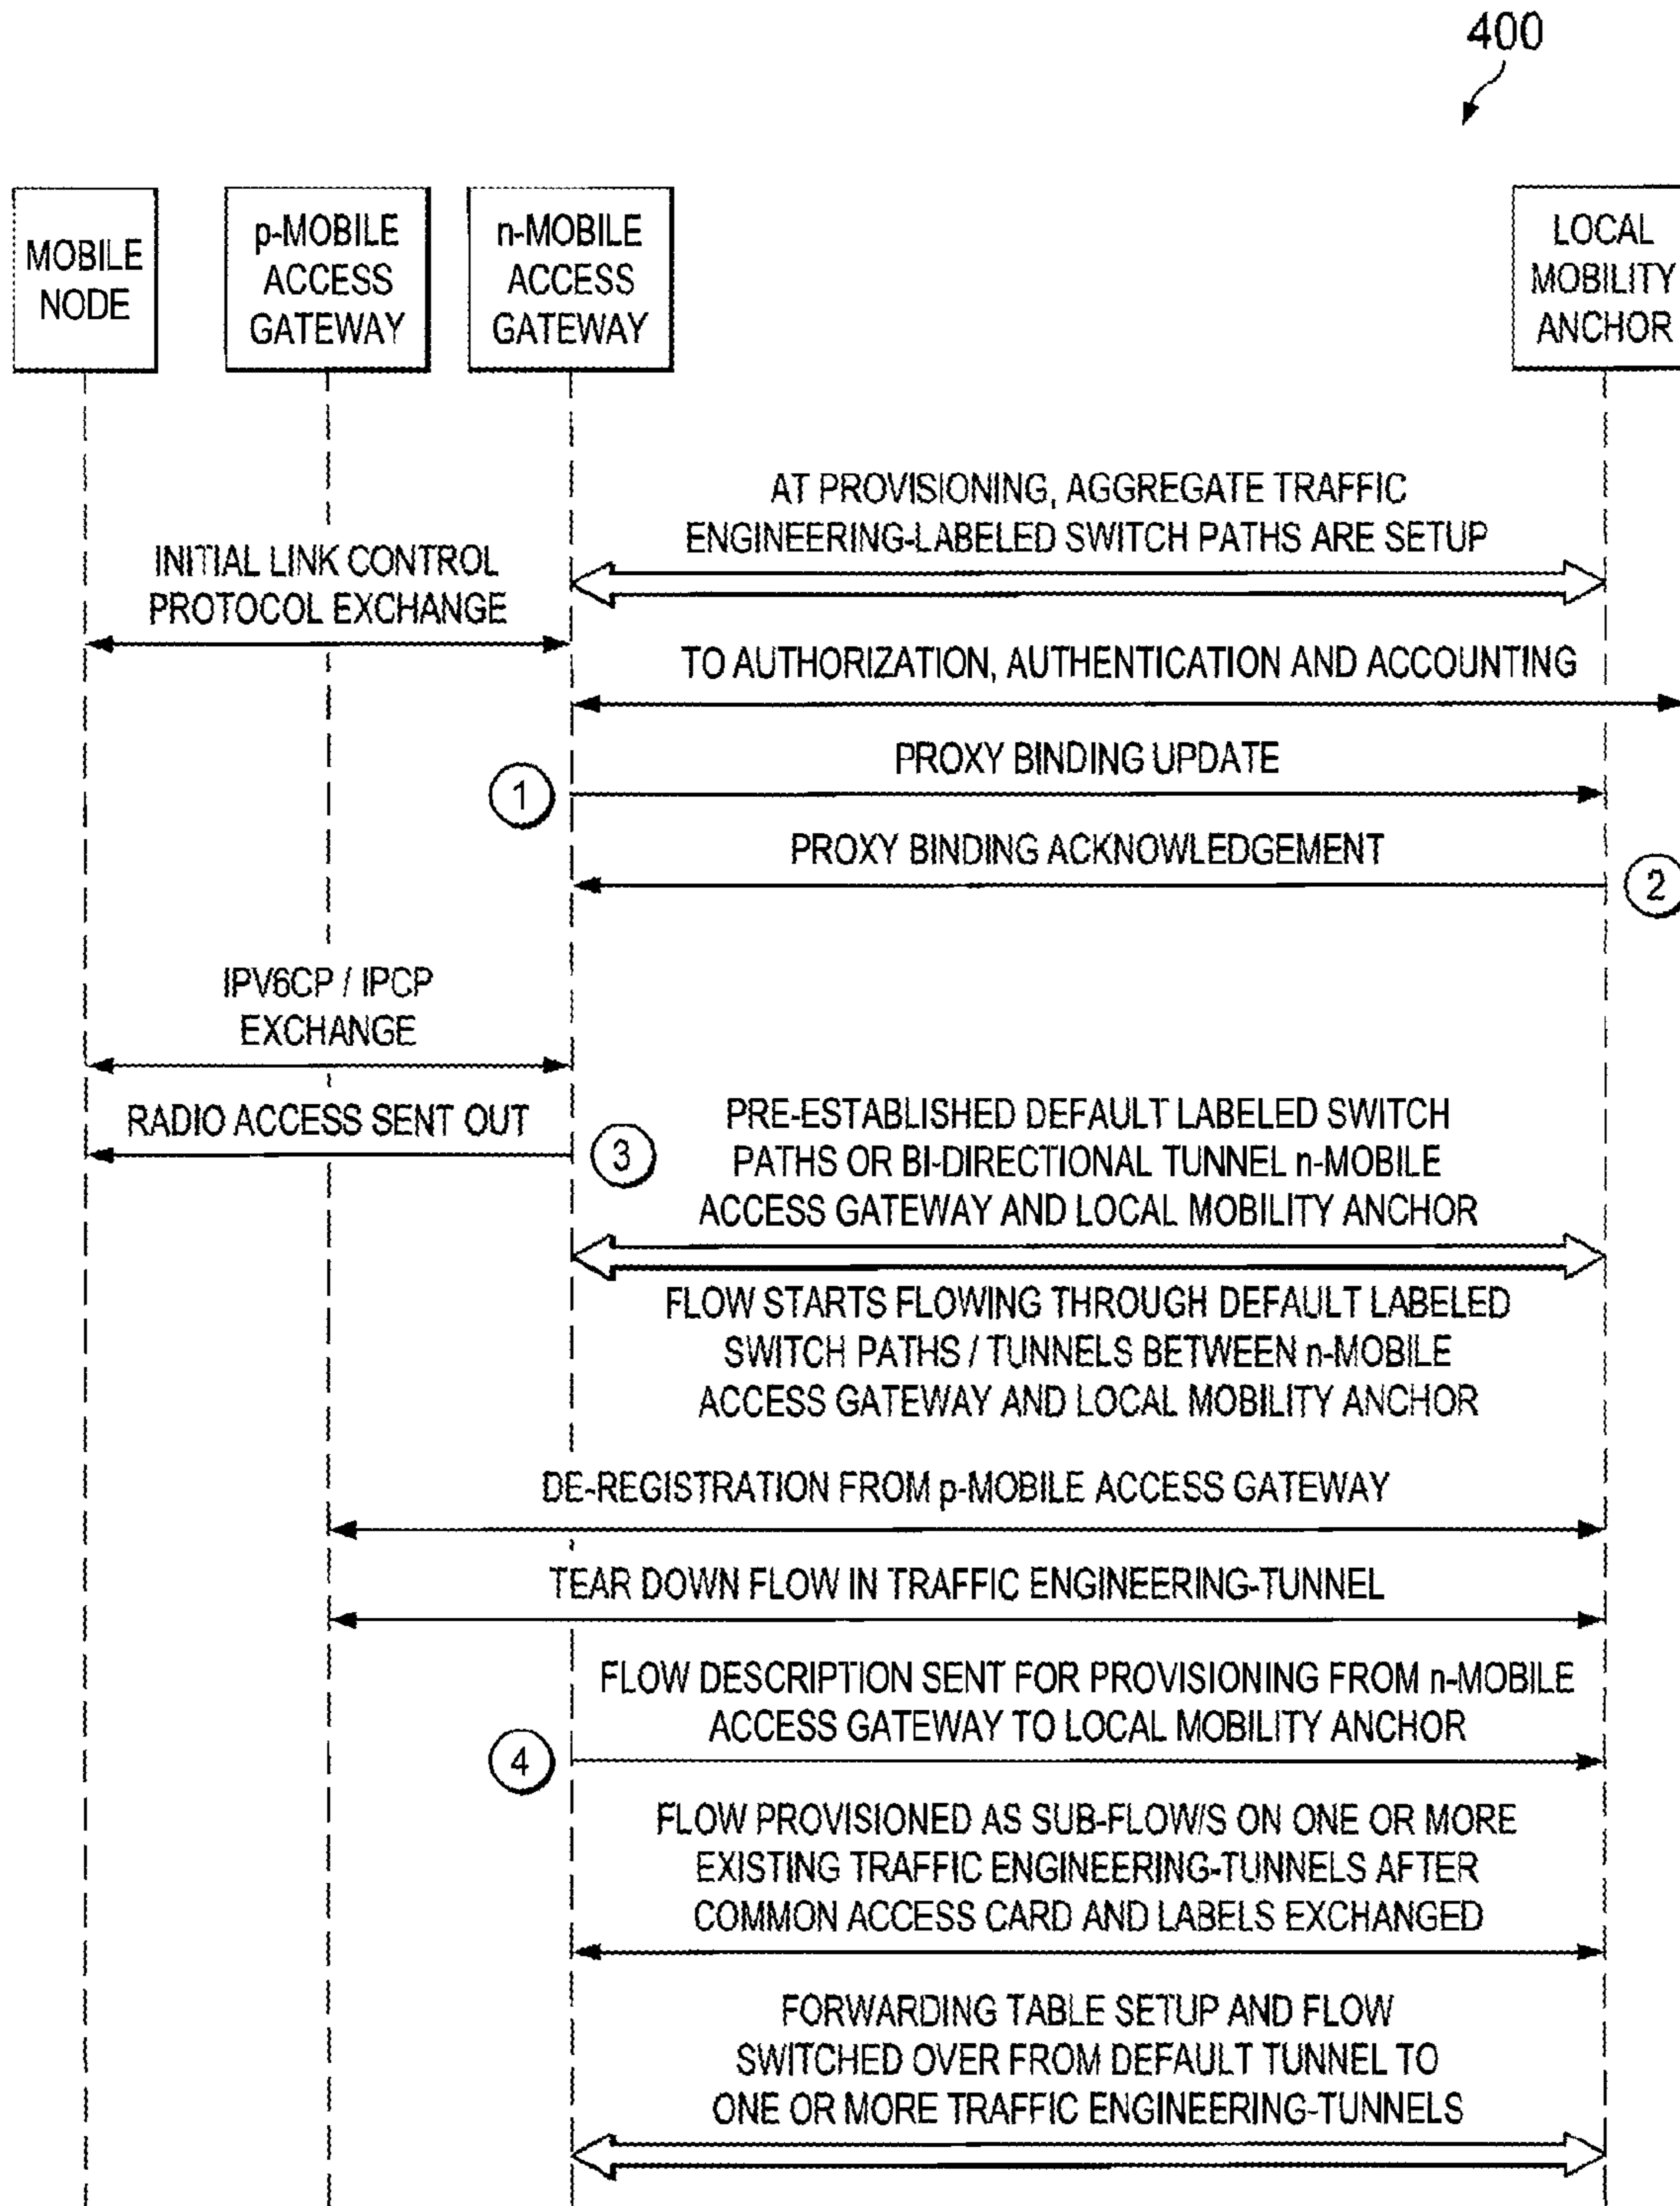 400
MOBILE
NODE
p-MOBILE
ACCESS
GATEWAY
n-MOBILE
ACCESS
GATEWAY
LOCAL
MOBILITY
ANCHOR
AT PROVISIONING, AGGREGATE TRAFFIC
ENGINEERING-LABELED SWITCH PATHS ARE SETUP
INITIAL LINK CONTROL
PROTOCOL EXCHANGE
TO AUTHORIZATION, AUTHENTICATION AND ACCOUNTING
PROXY BINDING UPDATE
1
PROXY BINDING ACKNOWLEDGEMENT
2
IPV6CP / IPCP
EXCHANGE
RADIO ACCESS SENT OUT
3
PRE-ESTABLISHED DEFAULT LABELED SWITCH
PATHS OR BI-DIRECTIONAL TUNNEL n-MOBILE
ACCESS GATEWAY AND LOCAL MOBILITY ANCHOR
FLOW STARTS FLOWING THROUGH DEFAULT LABELED
SWITCH PATHS / TUNNELS BETWEEN n-MOBILE
ACCESS GATEWAY AND LOCAL MOBILITY ANCHOR
DE-REGISTRATION FROM p-MOBILE ACCESS GATEWAY
TEAR DOWN FLOW IN TRAFFIC ENGINEERING-TUNNEL
FLOW DESCRIPTION SENT FOR PROVISIONING FROM n-MOBILE
ACCESS GATEWAY TO LOCAL MOBILITY ANCHOR
4
FLOW PROVISIONED AS SUB-FLOW/S ON ONE OR MORE
EXISTING TRAFFIC ENGINEERING-TUNNELS AFTER
COMMON ACCESS CARD AND LABELS EXCHANGED
FORWARDING TABLE SETUP AND FLOW
SWITCHED OVER FROM DEFAULT TUNNEL TO
ONE OR MORE TRAFFIC ENGINEERING-TUNNELS